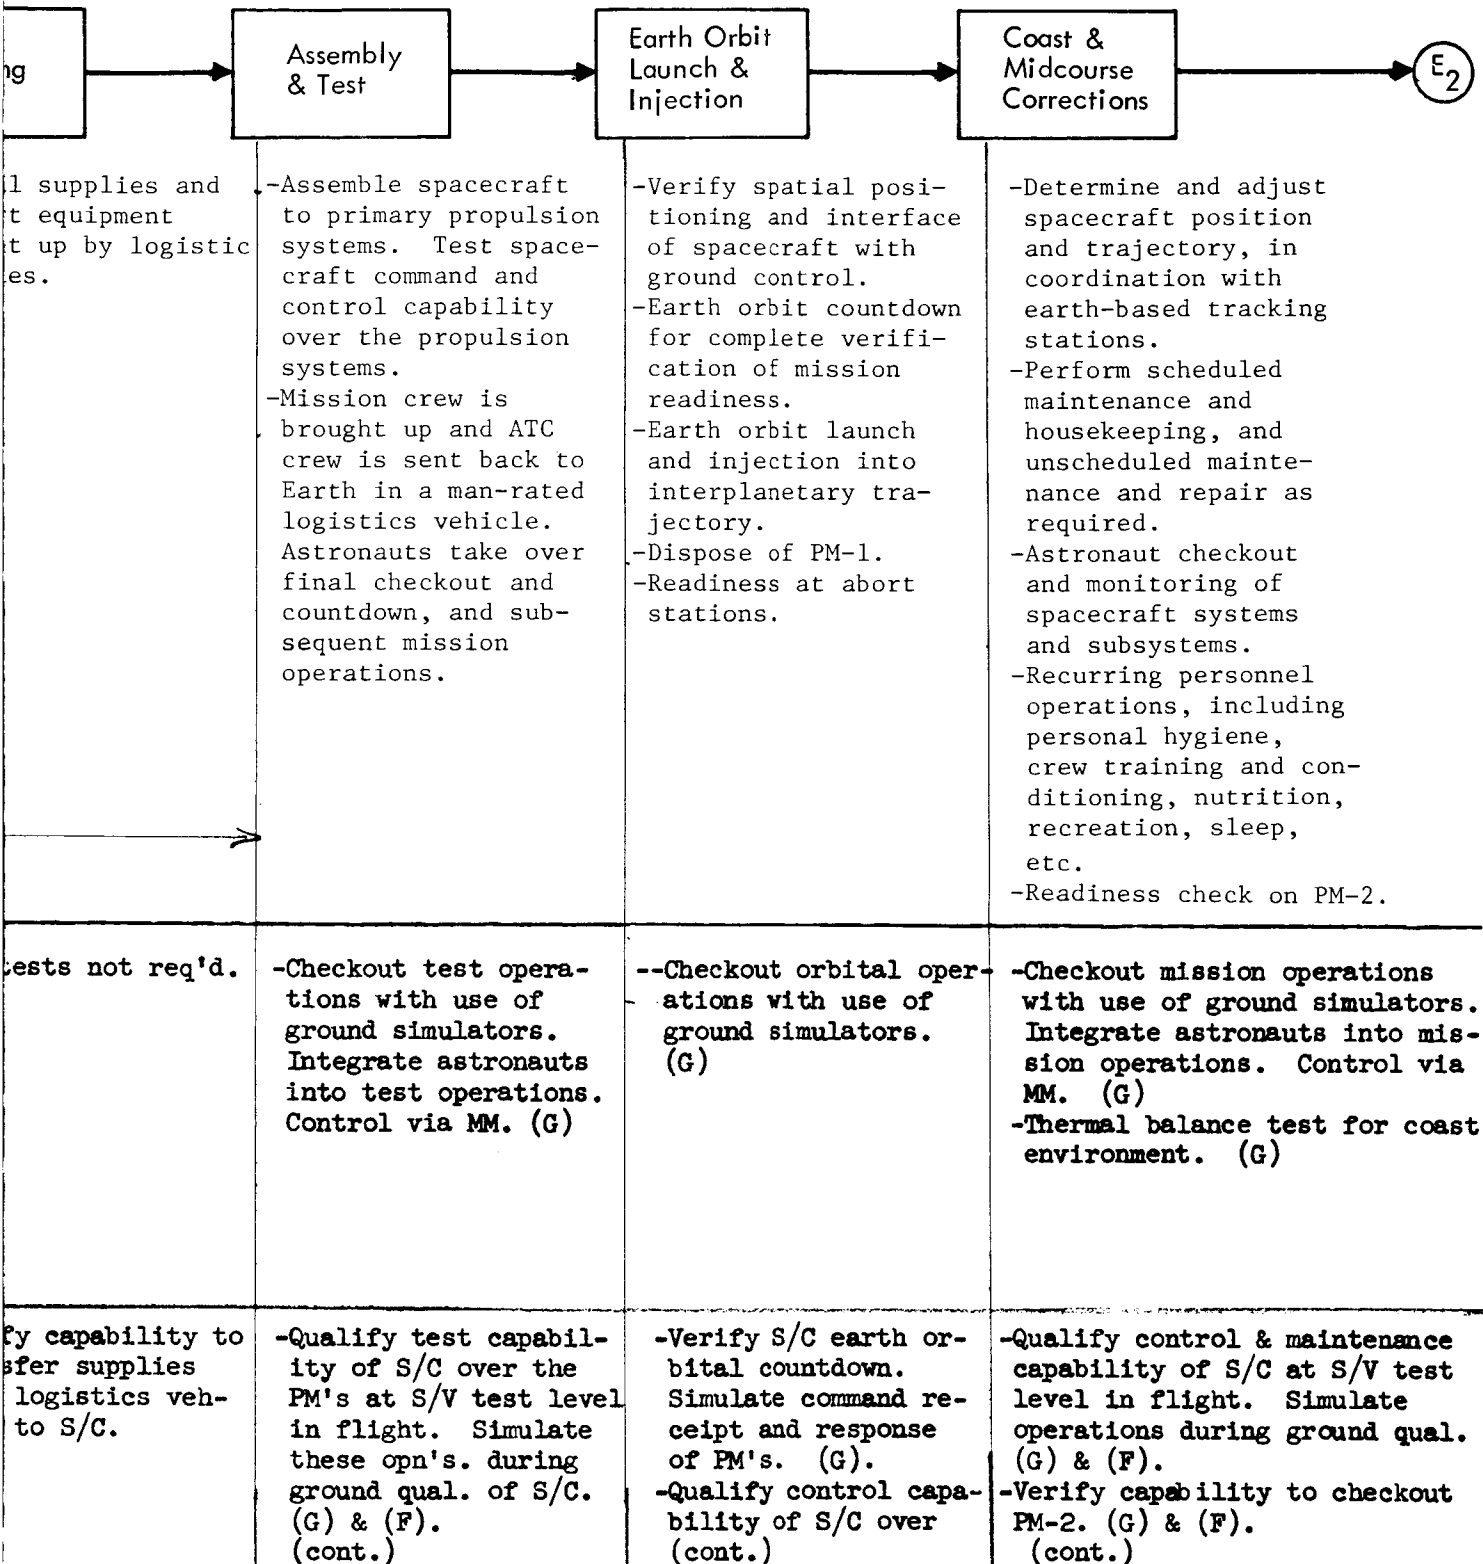 ng
Assembly
& Test
Earth Orbit
Launch &
Injection
Coast &
Midcourse
Corrections
E2
l supplies and
t equipment
t up by logistic
es.
-Assemble spacecraft
to primary propulsion
systems. Test space-
craft command and
control capability
over the propulsion
systems.
-Mission crew is
brought up and ATC
crew is sent back to
Earth in a man-rated
logistics vehicle.
Astronauts take over
final checkout and
countdown, and sub-
sequent mission
operations.
-Verify spatial posi-
tioning and interface
of spacecraft with
ground control.
-Earth orbit countdown
for complete verifi-
cation of mission
readiness.
-Earth orbit launch
and injection into
interplanetary tra-
jectory.
-Dispose of PM-1.
-Readiness at abort
stations.
-Determine and adjust
spacecraft position
and trajectory, in
coordination with
earth-based tracking
stations.
-Perform scheduled
maintenance and
housekeeping, and
unscheduled mainte-
nance and repair as
required.
-Astronaut checkout
and monitoring of
spacecraft systems
and subsystems.
-Recurring personnel
operations, including
personal hygiene,
crew training and con-
ditioning, nutrition,
recreation, sleep,
etc.
-Readiness check on PM-2.
tests not req'd.
-Checkout test opera-
tions with use of
ground simulators.
Integrate astronauts
into test operations.
Control via MM. (G)
--Checkout orbital oper-
ations with use of
ground simulators.
(G)
-Checkout mission operations
with use of ground simulators.
Integrate astronauts into mis-
sion operations. Control via
MM. (G)
-Thermal balance test for coast
environment. (G)
fy capability to
sfer supplies
logistics veh-
to S/C.
-Qualify test capabil-
ity of S/C over the
PM's at S/V test level
in flight. Simulate
these opn's. during
ground qual. of S/C.
(G) & (F).
(cont.)
-Verify S/C earth or-
bital countdown.
Simulate command re-
ceipt and response
of PM's. (G).
-Qualify control capa-
bility of S/C over
(cont.)
-Qualify control & maintenance
capability of S/C at S/V test
level in flight. Simulate
operations during ground qual.
(G) & (F).
-Verify capability to checkout
PM-2. (G) & (F).
(cont.)